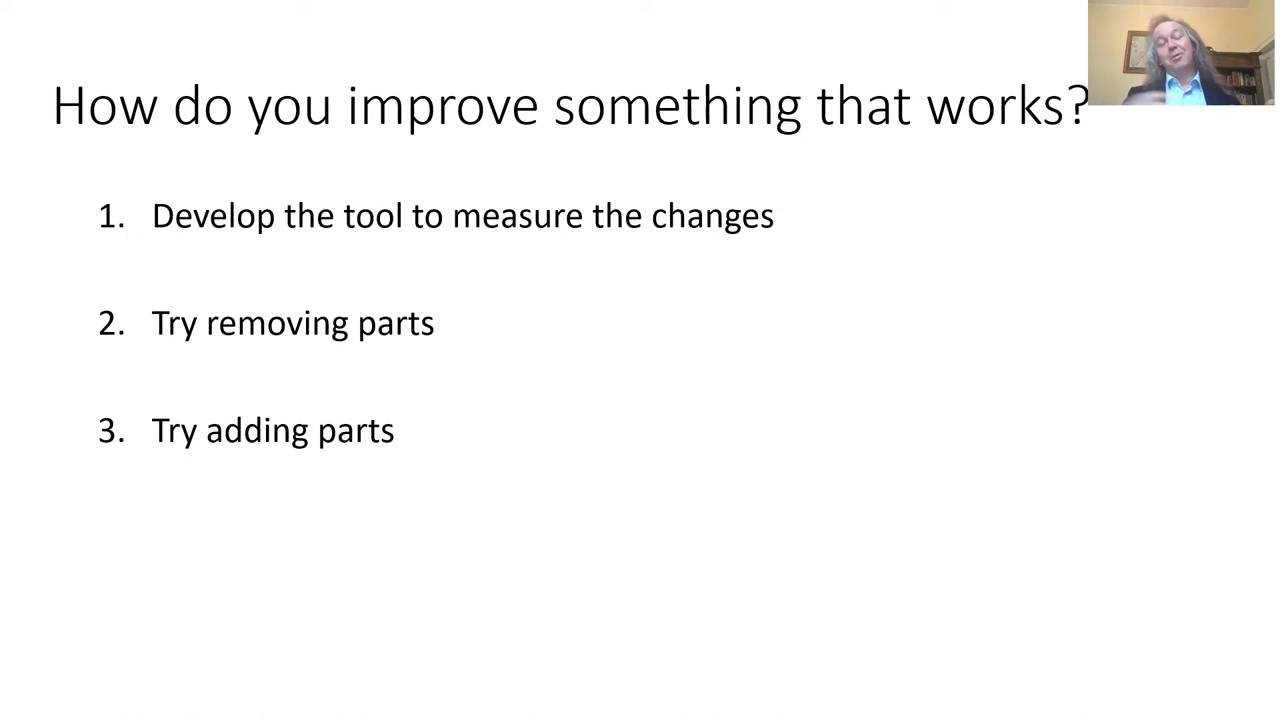 How do you improve something that works?
1. Develop the tool to measure the changes
2. Try removing parts
3. Try adding parts